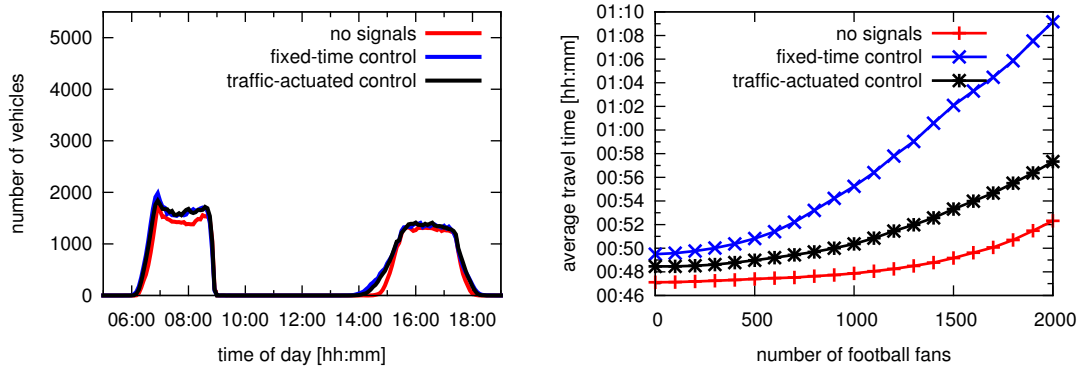 number of vehicles
5000
4000
3000
2000
1000
0
no signals
fixed-time control
traffic-actuated control
06:00 08:00 10:00 12:00 14:00 16:00 18:00
time of day [hh:mm]
average travel time [hh:mm]
01:10
01:08
01:06
01:04
01:02
01:00
00:58
00:56
00:54
00:52
00:50
00:48
00:46
no signals
fixed-time control
traffic-actuated control
0 500 1000 1500 2000
number of football fans